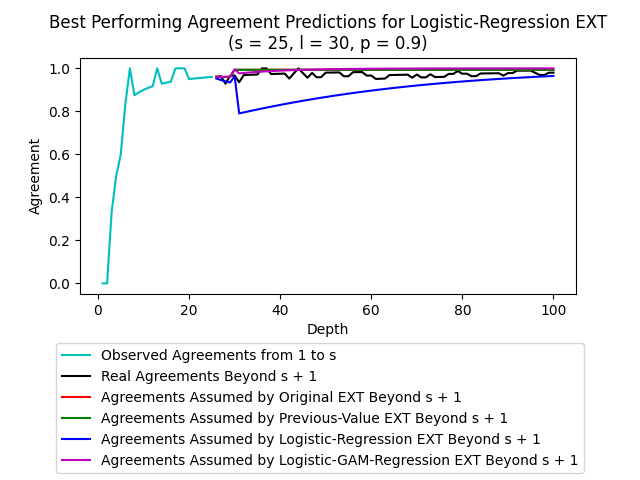 Best Performing Agreement Predictions for Logistic-Regression EXT
(s = 25, l = 30, p = 0.9)
1.0
0.8
0.6
0.4
0.2
0.0
Agreement
0 20 40 60 80 100
Depth
Observed Agreements from 1 to s
Real Agreements Beyond s + 1
Agreements Assumed by Original EXT Beyond s + 1
Agreements Assumed by Previous-Value EXT Beyond s + 1
Agreements Assumed by Logistic-Regression EXT Beyond s + 1
Agreements Assumed by Logistic-GAM-Regression EXT Beyond s + 1